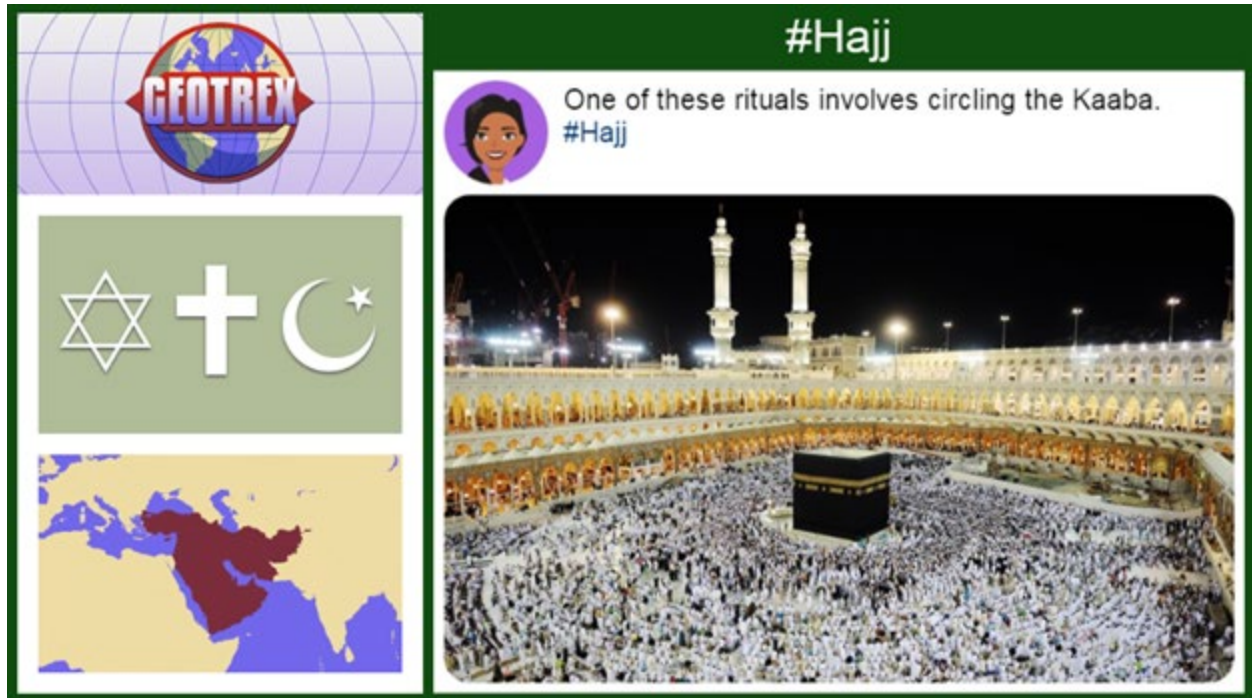 GEOTREX
#Hajj
One of these rituals involves circling the Kaaba.
#Hajj